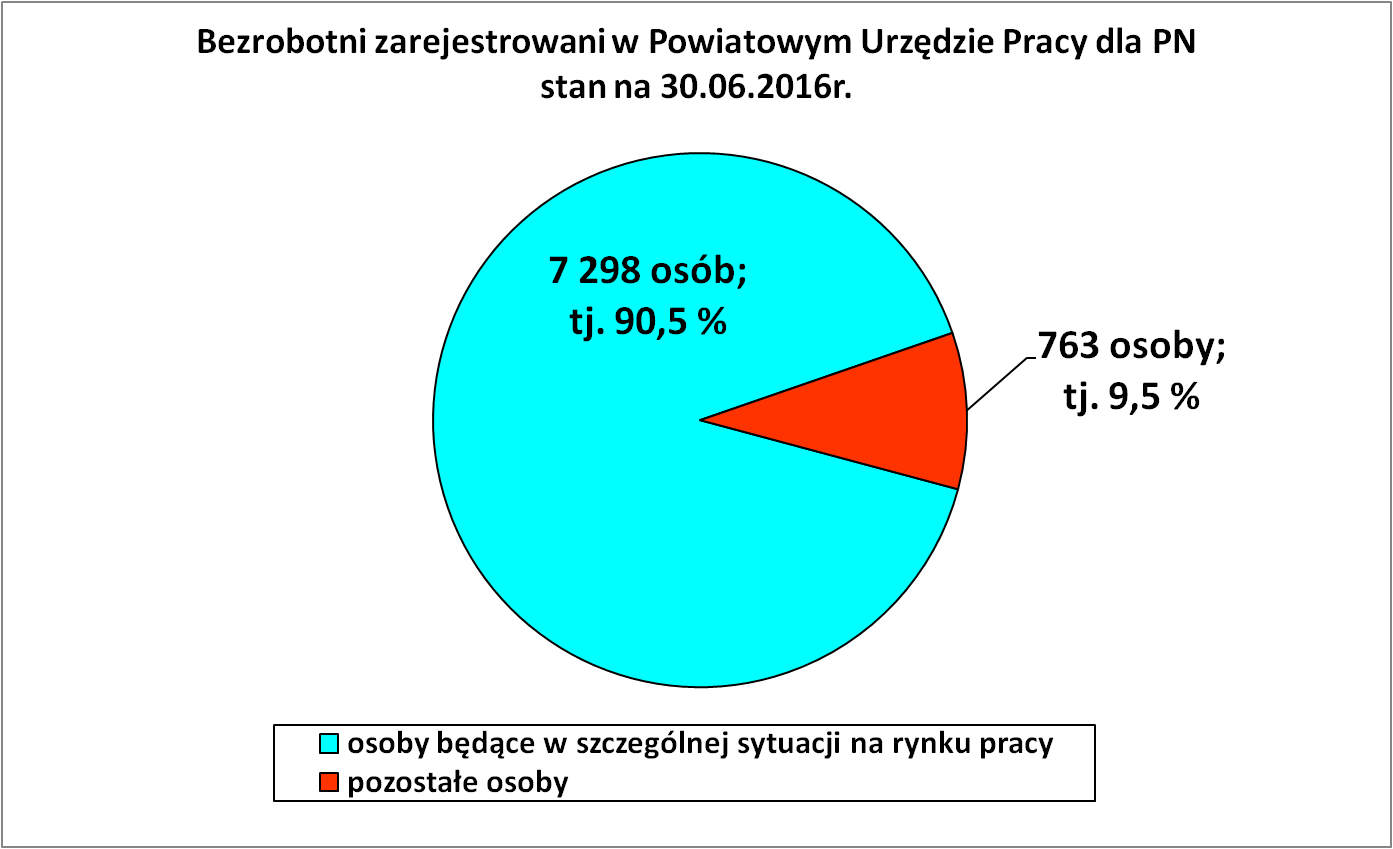 Bezrobotni zarejestrowani w Powiatowym Urzędzie Pracy dla PN
stan na 30.06.2016r.
7 298 osób;
tj. 90,5 %
763 osoby;
tj. 9,5 %
osoby będące w szczególnej sytuacji na rynku pracy
pozostałe osoby